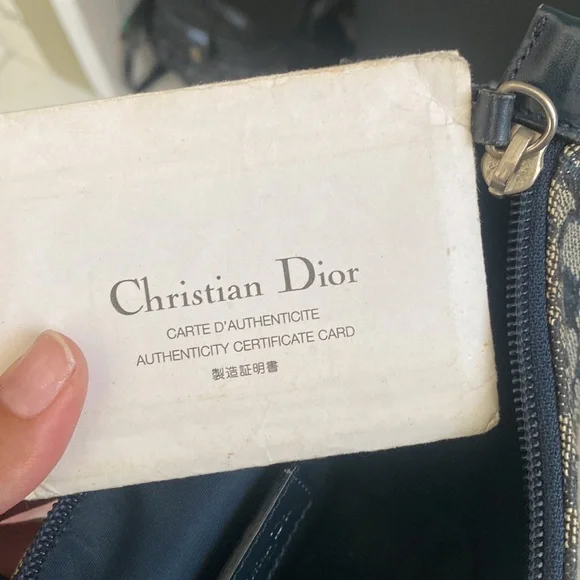 Christian Dior
CARTE D'AUTHENTICITE
AUTHENTICITY CERTIFICATE CARD
製造証明書